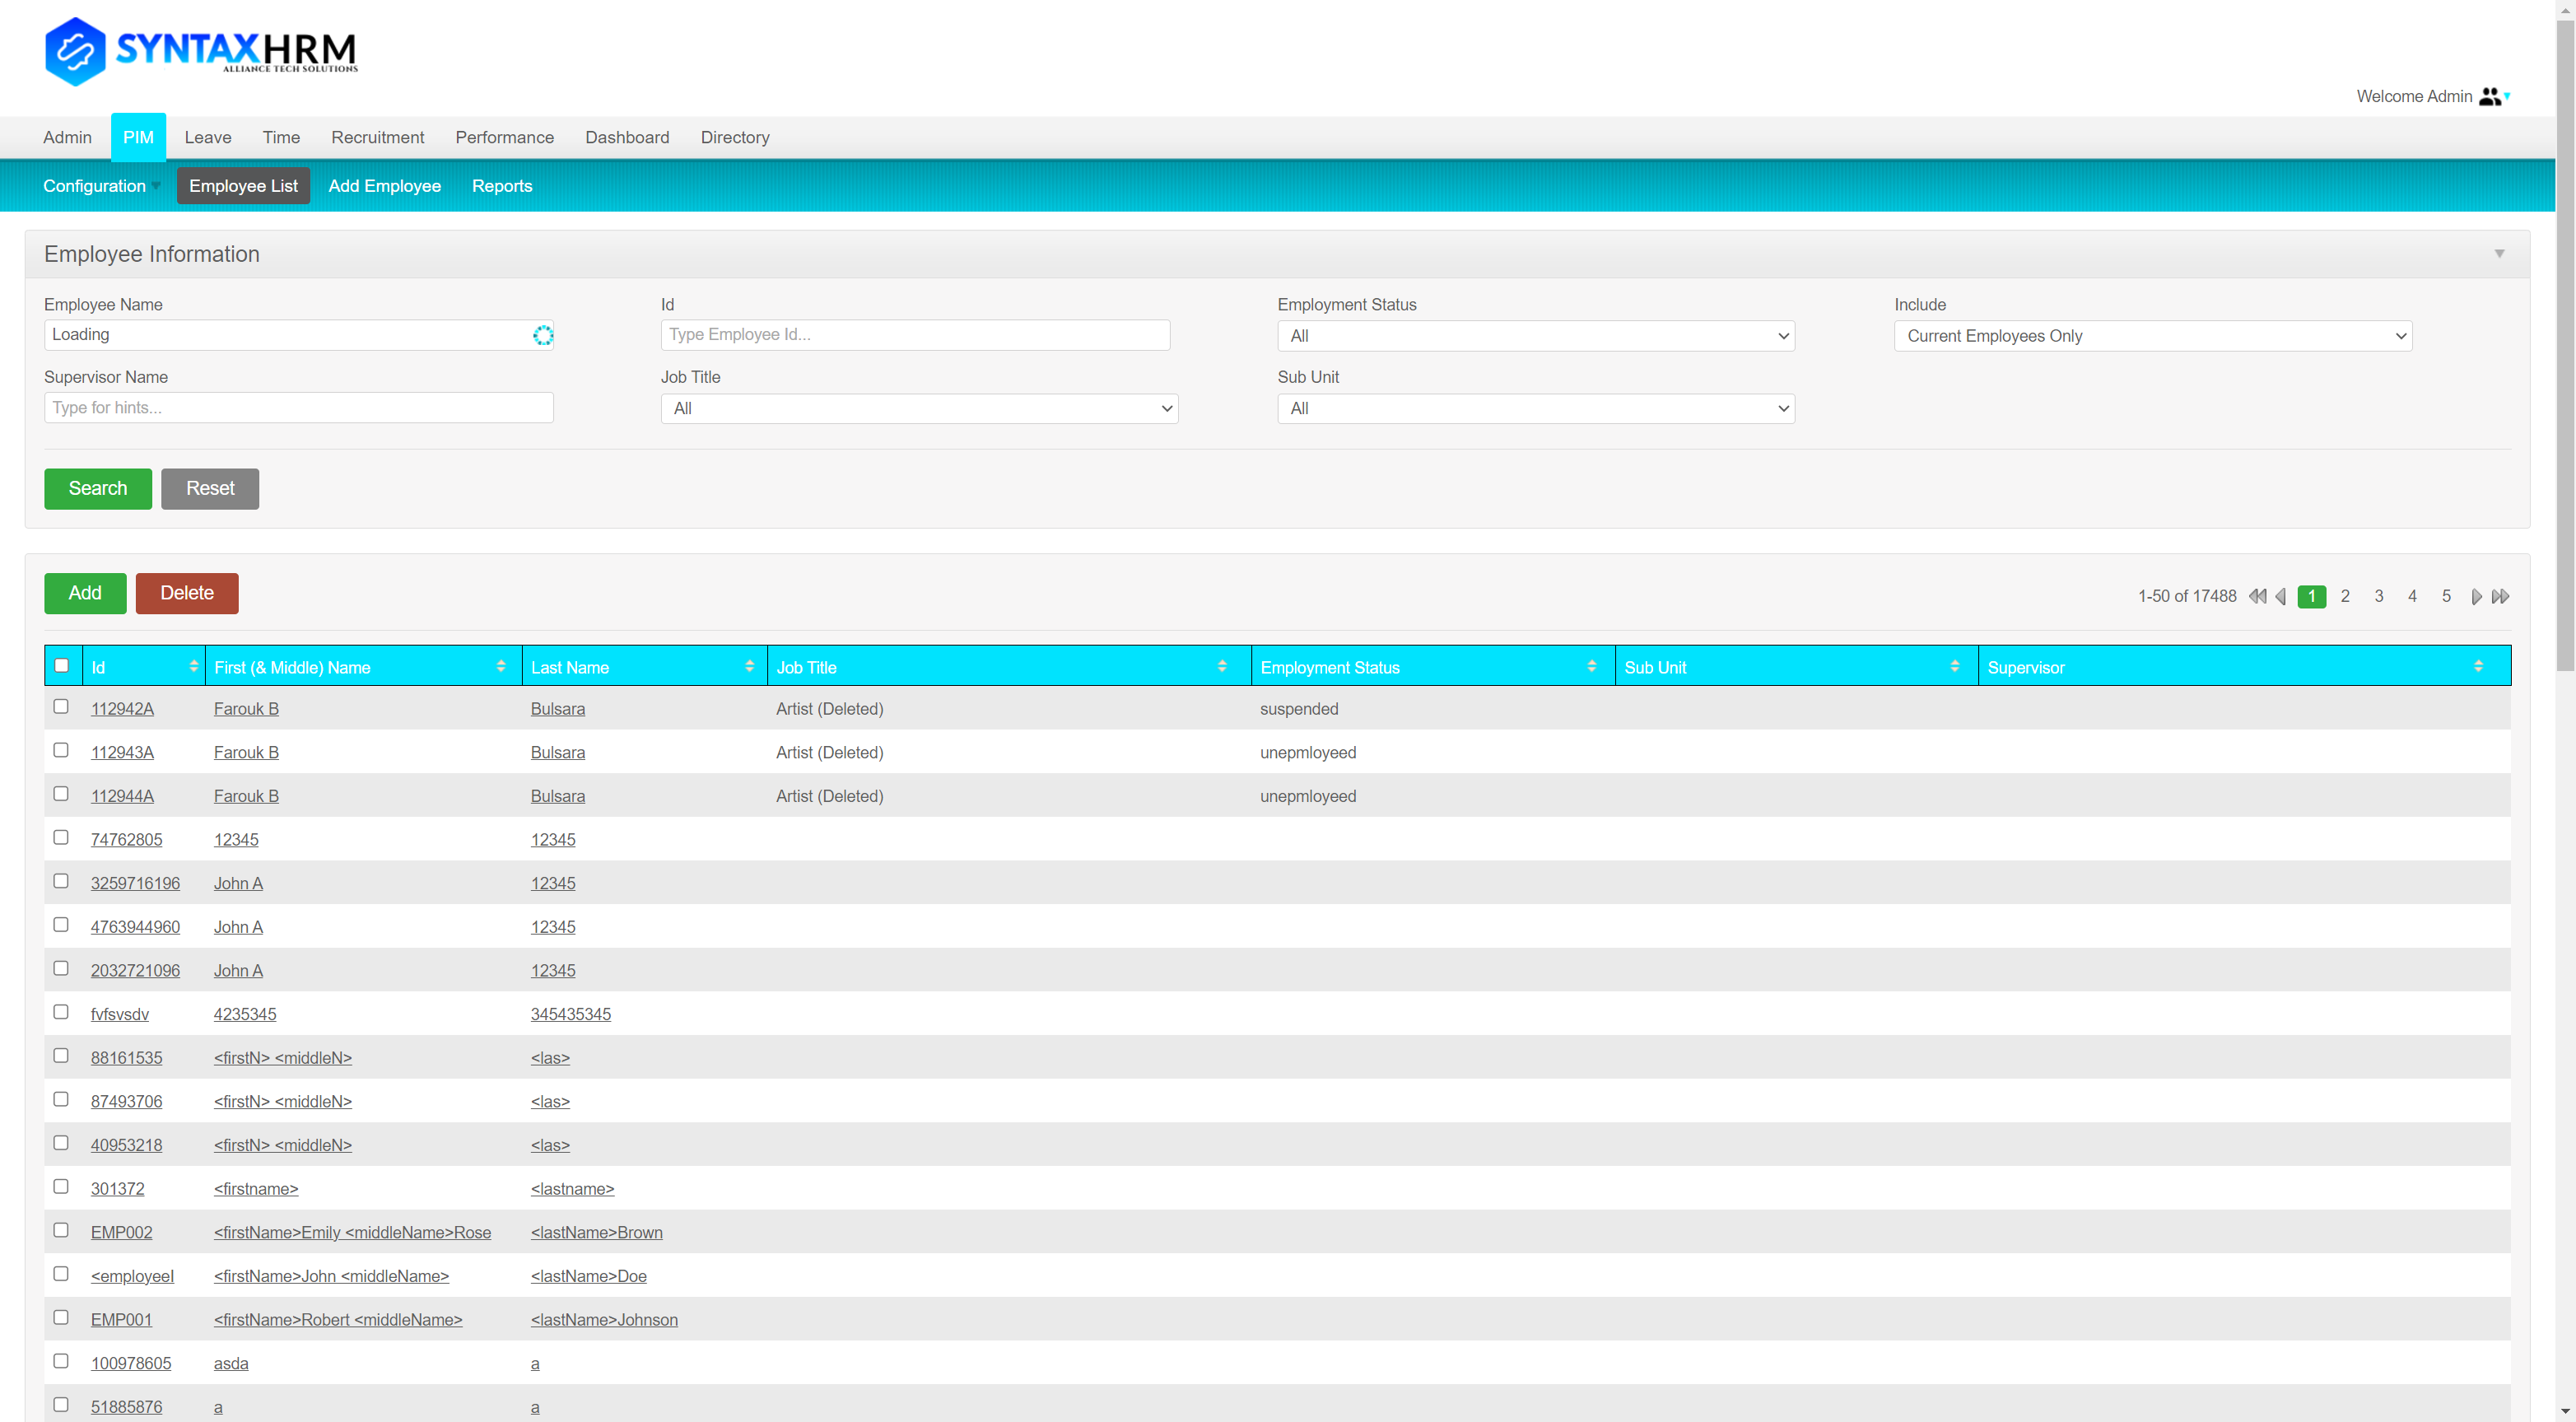 SYNTAXHRM
ALLIANCE TECH SOLUTIONS
Welcome Admin
Admin PIM Leave Time Recruitment Performance Dashboard Directory
Configuration Employee List Add Employee Reports
Employee Information
Employee Name Id Employment Status Include
Loading Type Employee Id... All Current Employees Only
Supervisor Name Job Title Sub Unit
Type for hints... All All
Search Reset
Add Delete 1-50 of 17488 1 2 3 4 5
Id First (& Middle) Name Last Name Job Title Employment Status Sub Unit Supervisor
112942A Farouk B Bulsara Artist (Deleted) suspended
112943A Farouk B Bulsara Artist (Deleted) unepmloyeed
112944A Farouk B Bulsara Artist (Deleted) unepmloyeed
74762805 12345 12345
3259716196 John A 12345
4763944960 John A 12345
2032721096 John A 12345
fvfsvsdv 4235345 345435345
88161535 <firstN> <middleN> <las>
87493706 <firstN> <middleN> <las>
40953218 <firstN> <middleN> <las>
301372 <firstname> <lastname>
EMP002 <firstName>Emily <middleName>Rose <lastName>Brown
<employeeI <firstName>John <middleName> <lastName>Doe
EMP001 <firstName>Robert <middleName> <lastName>Johnson
100978605 asda a
51885876 a a